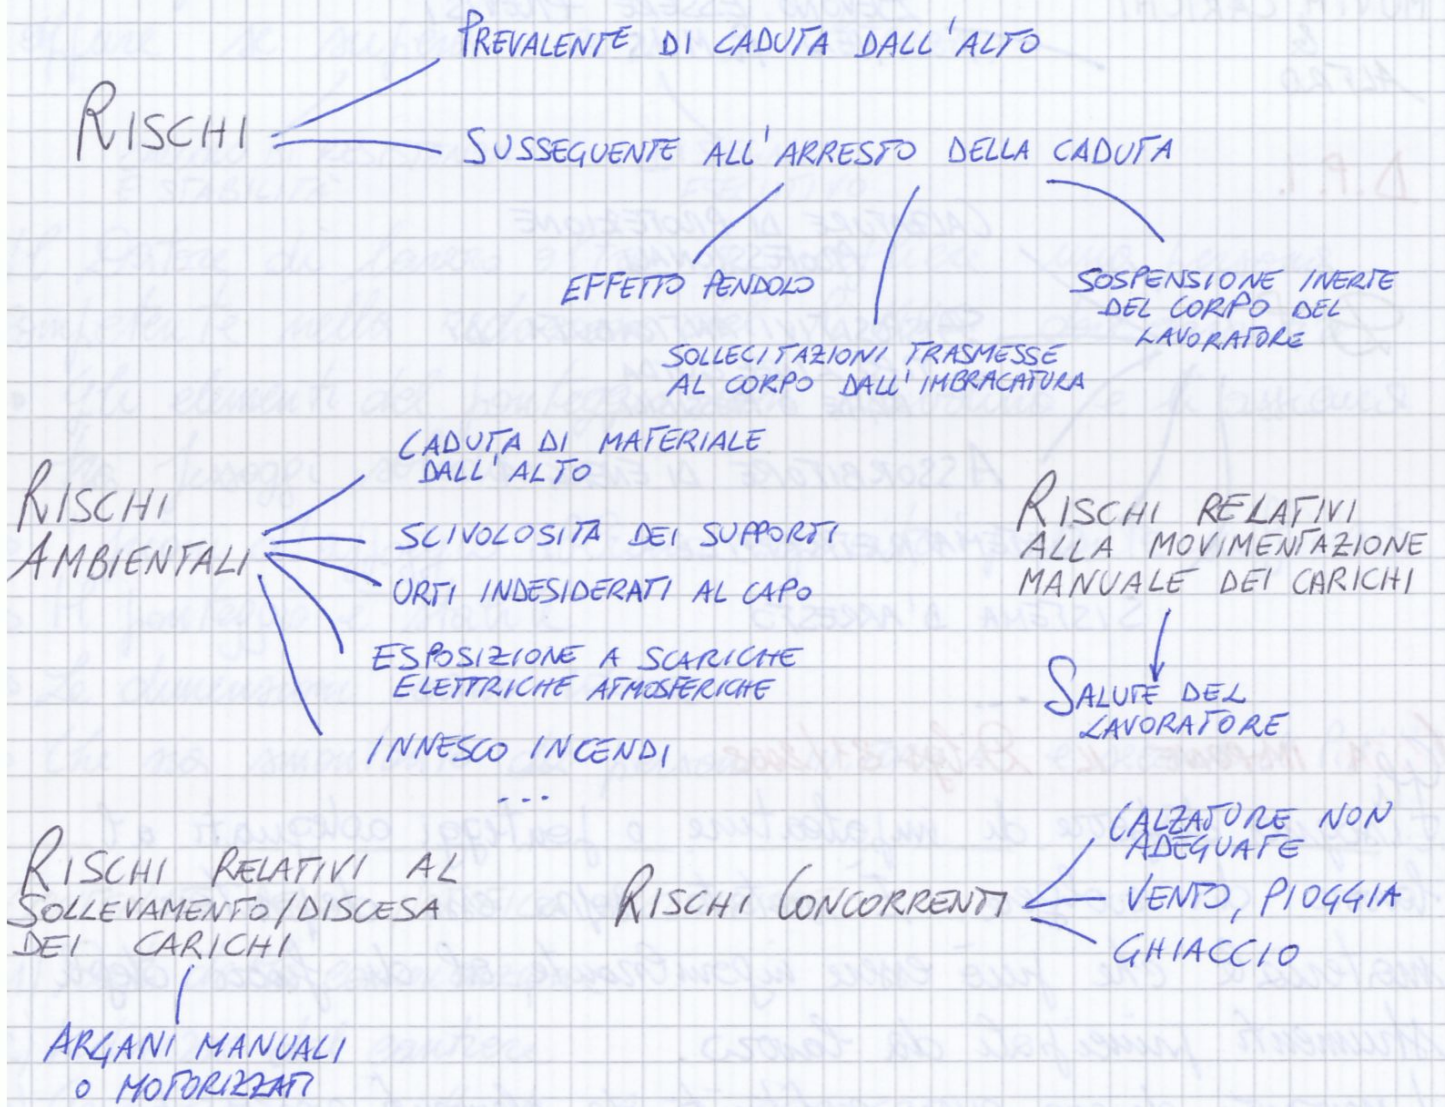 PREVALENTE DI CADUTA DALL'ALTO
RISCHI
SUSSEGUENTE ALL'ARRESTO DELLA CADUTA
EFFETTO PENDOLO
SOLLECITAZIONI TRASMESSE
AL CORPO DALL'IMBRACATURA
SOSPENSIONE INERTE
DEL CORPO DEL
LAVORATORE
RISCHI
AMBIENTALI
CADUTA DI MATERIALE
DALL'ALTO
SCIVOLOSITÀ DEI SUPPORTI
URTI INDESIDERATI AL CAPO
ESPOSIZIONE A SCARICHE
ELETTRICHE ATMOSFERICHE
INNESCO INCENDI
...
RISCHI RELATIVI
ALLA MOVIMENTAZIONE
MANUALE DEI CARICHI
SALUTE DEL
LAVORATORE
RISCHI RELATIVI AL
SOLLEVAMENTO/DISCESA
DEI CARICHI
ARGANI MANUALI
O MOTORIZZATI
RISCHI CONCORRENTI
CALZATURE NON
ADEGUATE
VENTO, PIOGGIA
GHIACCIO